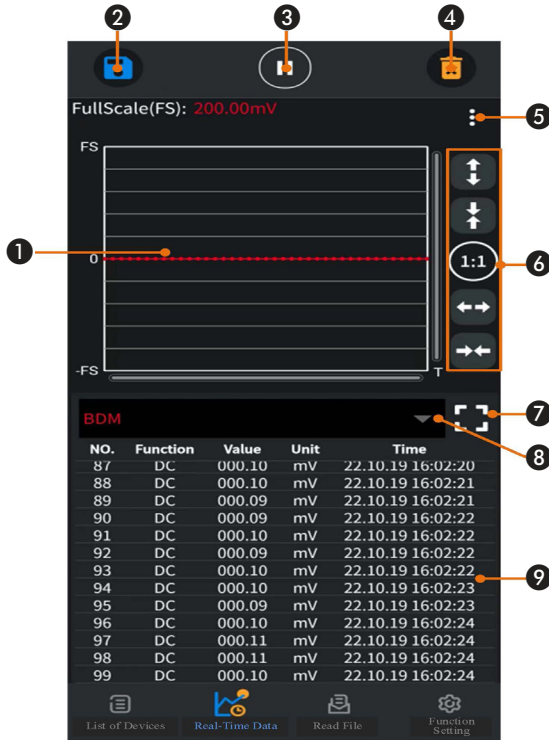 2 3 4
FullScale(FS): 200.00mV
5
FS
1
0
1:1
6
-FS
T
7
BDM
8
NO. Function Value Unit Time
87 DC 000.10 mV 22.10.19 16:02:20
88 DC 000.10 mV 22.10.19 16:02:21
89 DC 000.09 mV 22.10.19 16:02:21
90 DC 000.09 mV 22.10.19 16:02:22
91 DC 000.10 mV 22.10.19 16:02:22
92 DC 000.09 mV 22.10.19 16:02:22
93 DC 000.10 mV 22.10.19 16:02:22
9
94 DC 000.10 mV 22.10.19 16:02:23
95 DC 000.09 mV 22.10.19 16:02:23
96 DC 000.10 mV 22.10.19 16:02:24
97 DC 000.11 mV 22.10.19 16:02:24
98 DC 000.11 mV 22.10.19 16:02:24
99 DC 000.10 mV 22.10.19 16:02:24
List of Devices Real-Time Data Read File Function
Setting